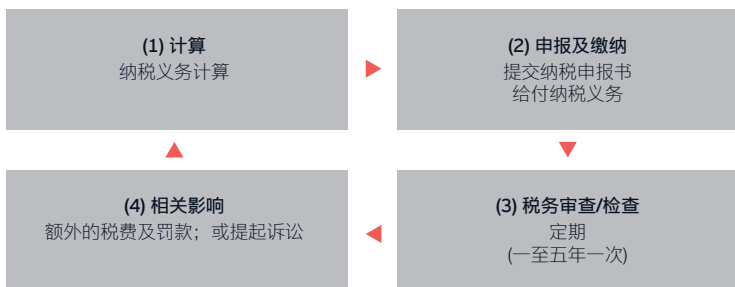 (1) 计算
纳税义务计算
(2) 申报及缴纳
提交纳税申报书
给付纳税义务
(3) 税务审查/检查
定期
(一至五年一次)
(4) 相关影响
额外的税费及罚款；或提起诉讼